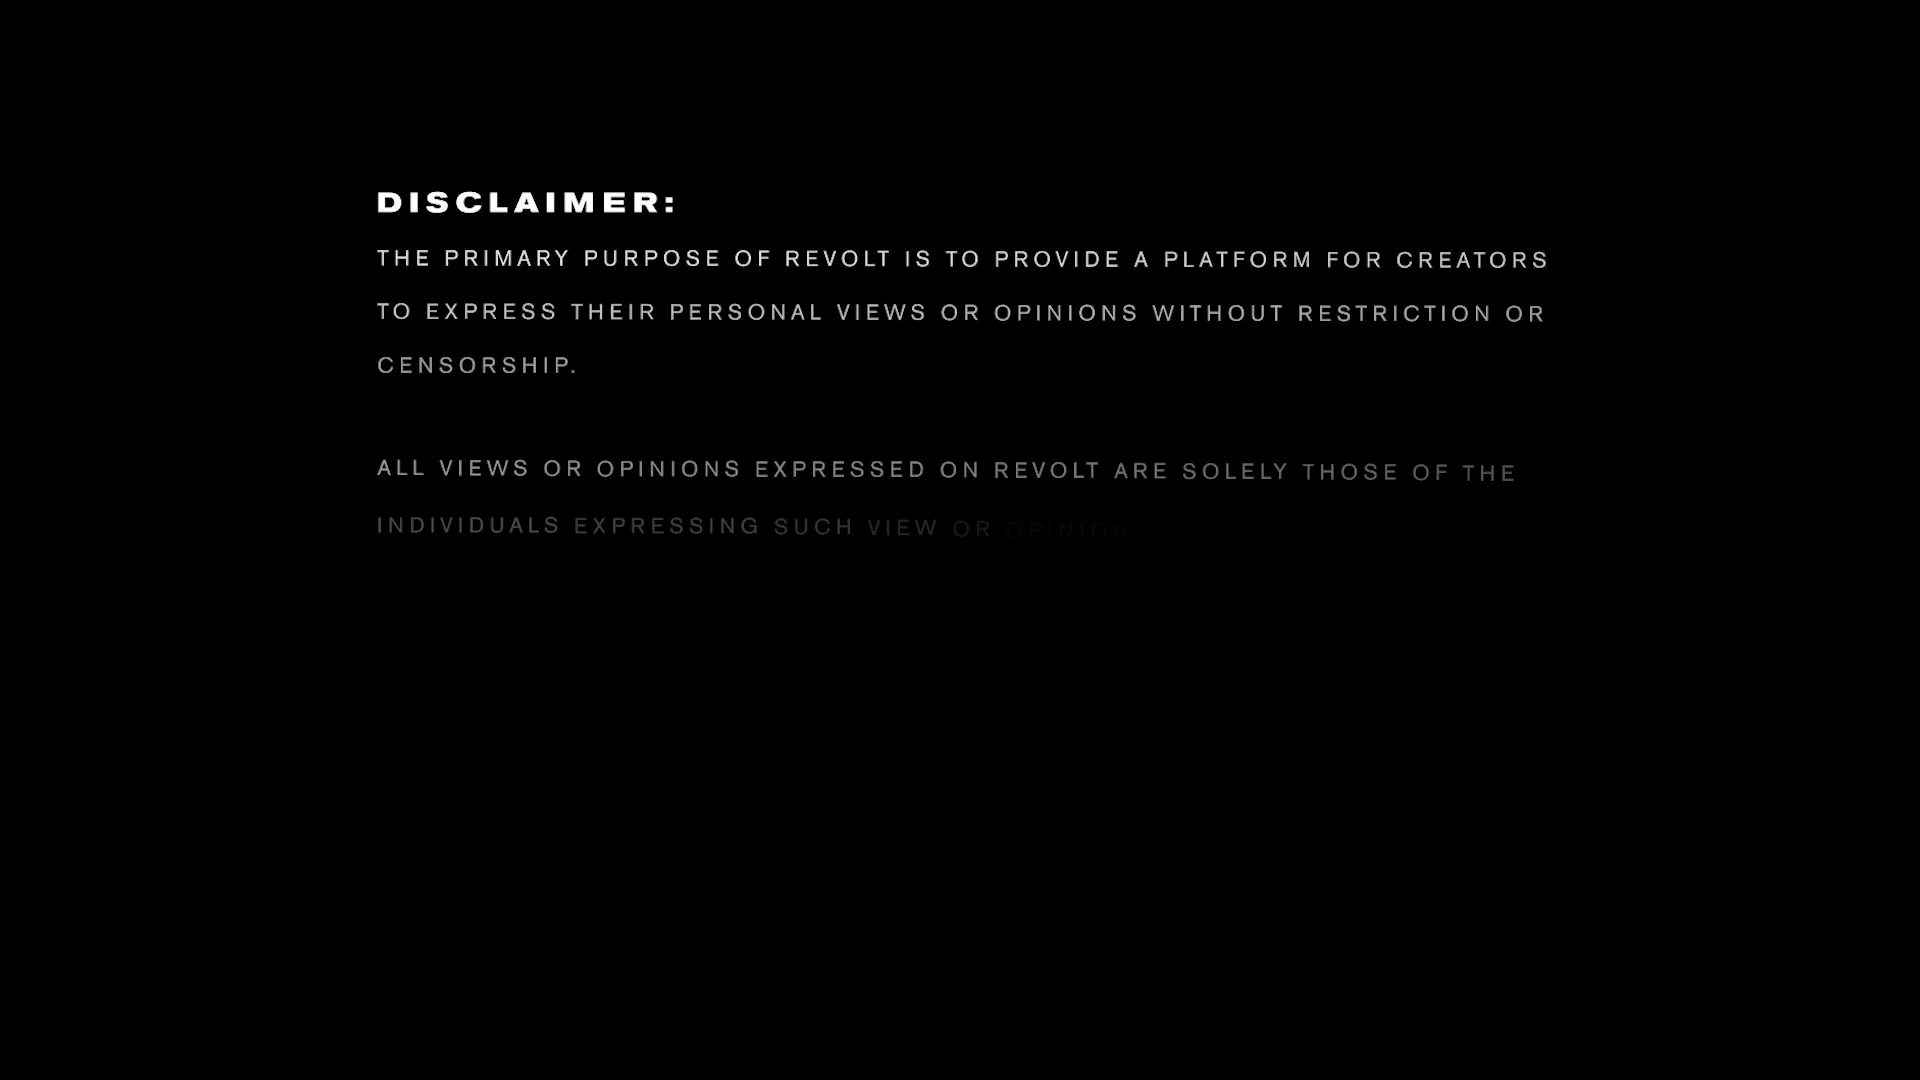 DISCLAIMER:
THE PRIMARY PURPOSE OF REVOLT IS TO PROVIDE A PLATFORM FOR CREATORS
TO EXPRESS THEIR PERSONAL VIEWS OR OPINIONS WITHOUT RESTRICTION OR
CENSORSHIP.
ALL VIEWS OR OPINIONS EXPRESSED ON REVOLT ARE SOLELY THOSE OF THE
INDIVIDUALS EXPRESSING SUCH VIEW OR OPINION